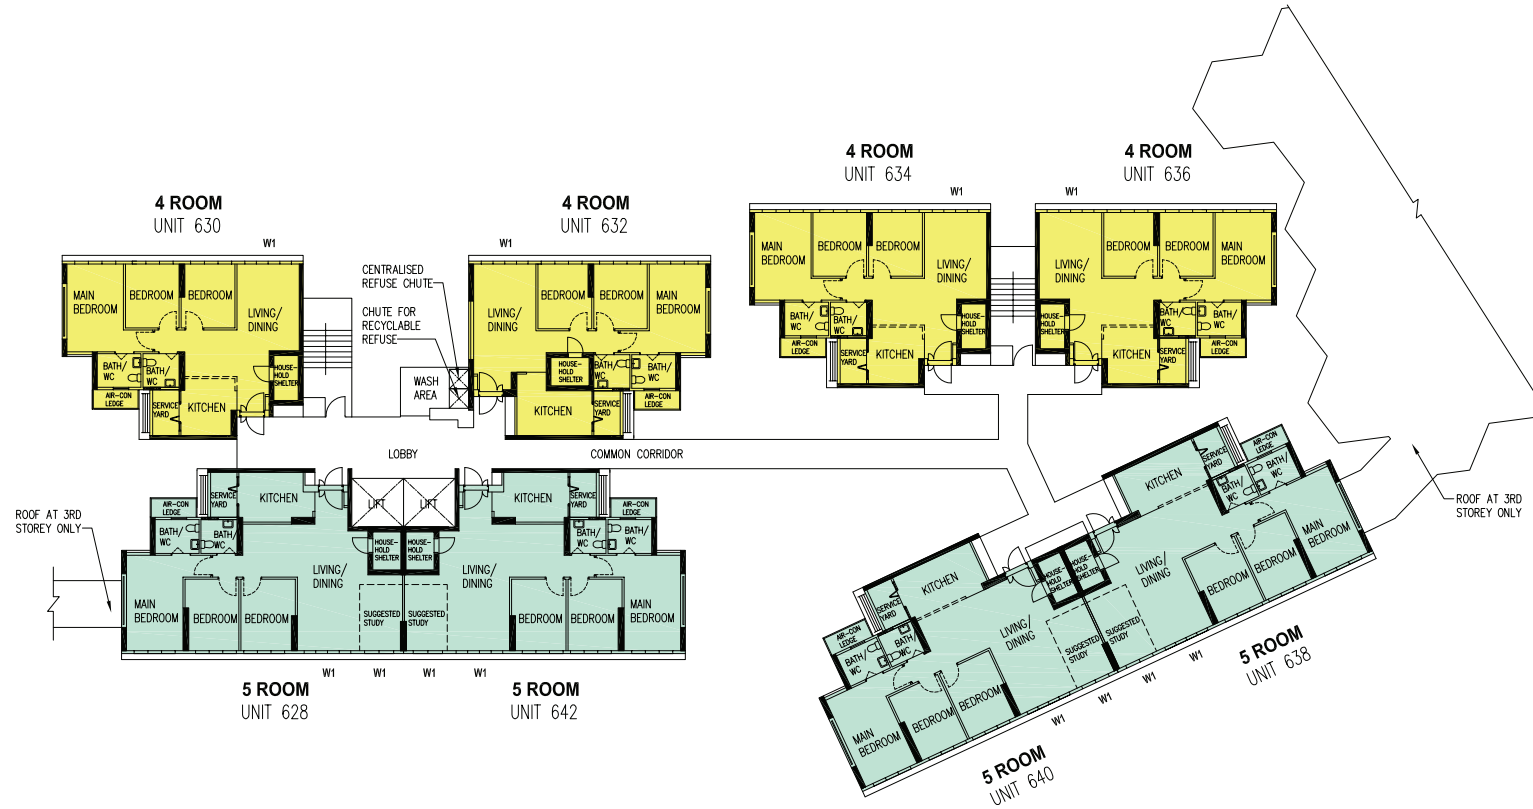 4 ROOM
UNIT 630
W1
MAIN
BEDROOM
BEDROOM
BEDROOM
LIVING/
DINING
BATH/
WC
BATH/
WC
HOUSE-
HOLD
SHELTER
AIR-CON
LEDGE
SERVICE
YARD
KITCHEN
CENTRALISED
REFUSE CHUTE
CHUTE FOR
RECYCLABLE
REFUSE
WASH
AREA
4 ROOM
UNIT 632
W1
LIVING/
DINING
BEDROOM
BEDROOM
MAIN
BEDROOM
HOUSE-
HOLD
SHELTER
BATH/
WC
BATH/
WC
AIR-CON
LEDGE
KITCHEN
SERVICE
YARD
4 ROOM
UNIT 634
W1
MAIN
BEDROOM
BEDROOM
BEDROOM
LIVING/
DINING
BATH/
WC
BATH/
WC
HOUSE-
HOLD
SHELTER
AIR-CON
LEDGE
SERVICE
YARD
KITCHEN
4 ROOM
UNIT 636
W1
LIVING/
DINING
BEDROOM
BEDROOM
MAIN
BEDROOM
HOUSE-
HOLD
SHELTER
BATH/
WC
BATH/
WC
AIR-CON
LEDGE
KITCHEN
SERVICE
YARD
LOBBY
COMMON CORRIDOR
ROOF AT 3RD
STOREY ONLY
AIR-CON
LEDGE
SERVICE
YARD
KITCHEN
LIFT
LIFT
BATH/
WC
BATH/
WC
HOUSE-
HOLD
SHELTER
LIVING/
DINING
MAIN
BEDROOM
BEDROOM
BEDROOM
SUGGESTED
STUDY
W1
W1
5 ROOM
UNIT 628
KITCHEN
SERVICE
YARD
AIR-CON
LEDGE
HOUSE-
HOLD
SHELTER
BATH/
WC
BATH/
WC
LIVING/
DINING
SUGGESTED
STUDY
BEDROOM
BEDROOM
MAIN
BEDROOM
W1
W1
5 ROOM
UNIT 642
AIR-CON
LEDGE
SERVICE
YARD
KITCHEN
BATH/
WC
BATH/
WC
HOUSE-
HOLD
SHELTER
LIVING/
DINING
MAIN
BEDROOM
BEDROOM
BEDROOM
SUGGESTED
STUDY
W1
W1
5 ROOM
UNIT 638
ROOF AT 3RD
STOREY ONLY
KITCHEN
SERVICE
YARD
AIR-CON
LEDGE
HOUSE-
HOLD
SHELTER
BATH/
WC
BATH/
WC
LIVING/
DINING
SUGGESTED
STUDY
BEDROOM
BEDROOM
MAIN
BEDROOM
W1
W1
5 ROOM
UNIT 640